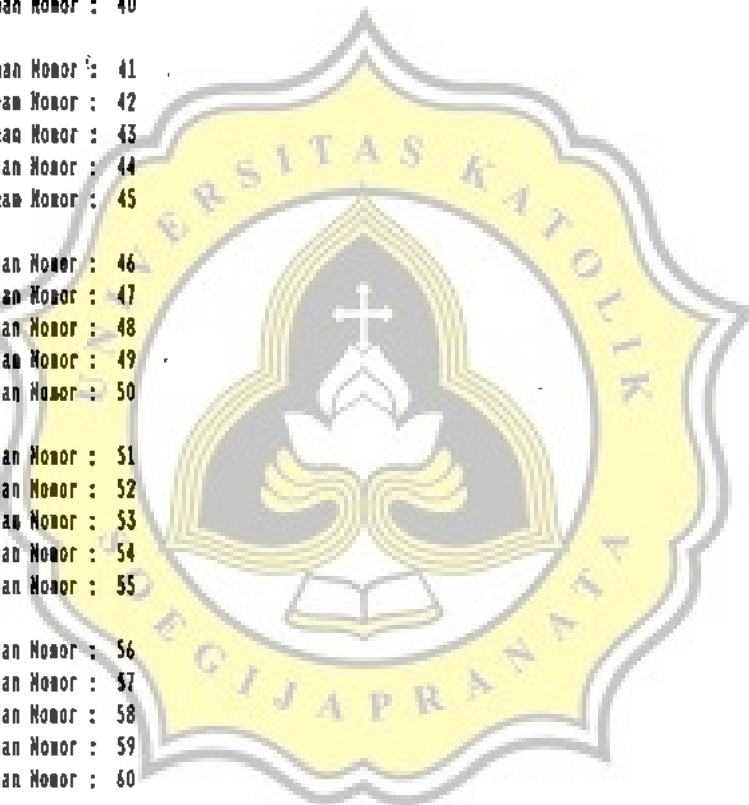 an Nomor : 40
an Nomor : 41
an Nomor : 42
an Nomor : 43
an Nomor : 44
an Nomor : 45
an Nomor : 46
an Nomor : 47
an Nomor : 48
an Nomor : 49
an Nomor : 50
an Nomor : 51
an Nomor : 52
an Nomor : 53
an Nomor : 54
an Nomor : 55
an Nomor : 56
an Nomor : 57
an Nomor : 58
an Nomor : 59
an Nomor : 60
UNIVERSITAS KATOLIK
SOEGIJAPRANATA